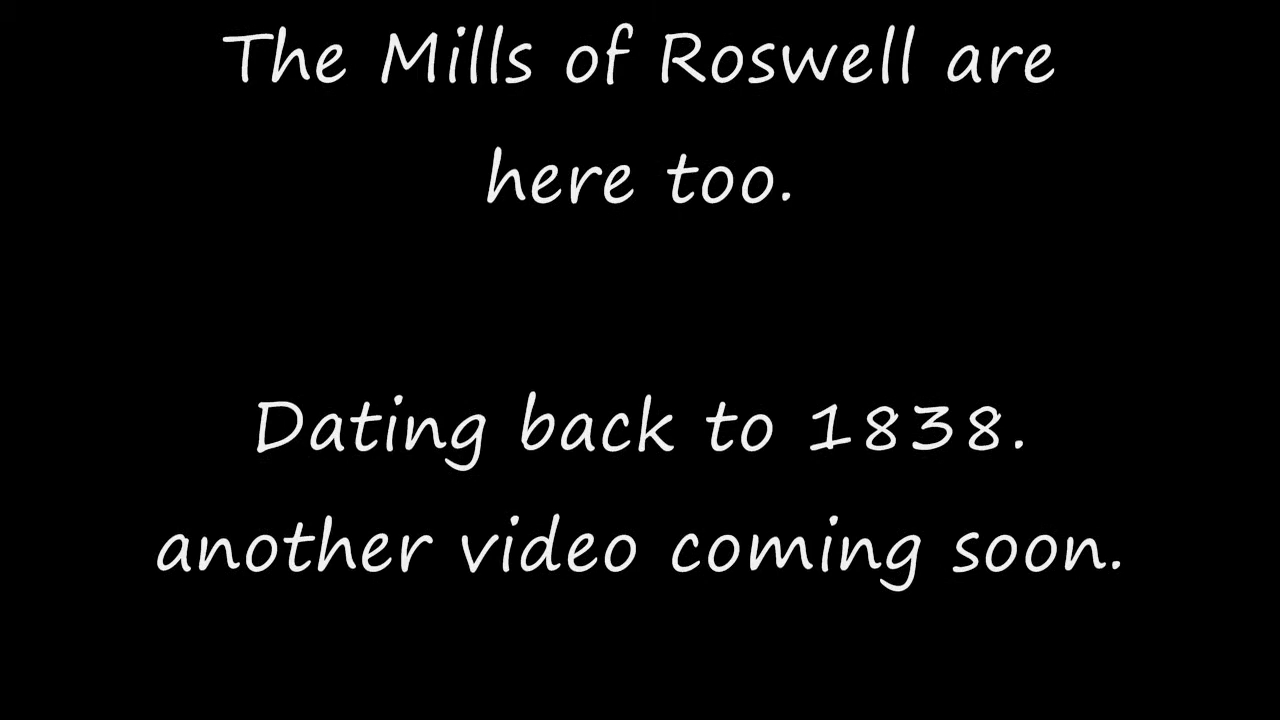 The Mills of Roswell are
here too.
Dating back to 1838.
another video coming soon.